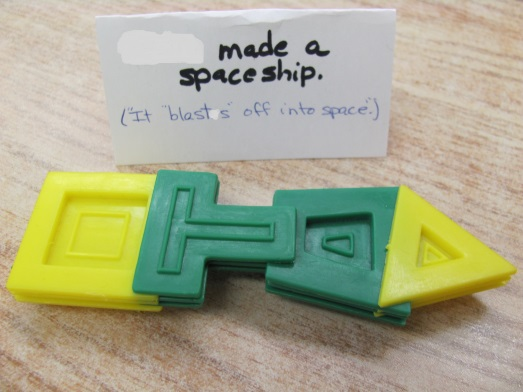 made a
spaceship.
("It "blasts" off into space".)